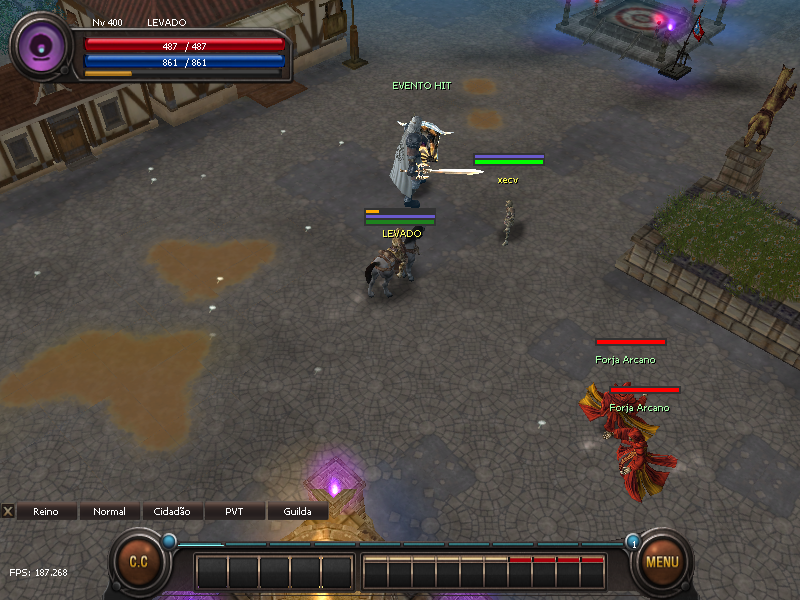 Nv 400 LEVADO
487 / 487
861 / 861
EVENTO HIT
xecv
LEVADO
Forja Arcano
Forja Arcano
X Reino Normal Cidadão PVT Guilda
C.C 1 MENU
FPS: 187.268